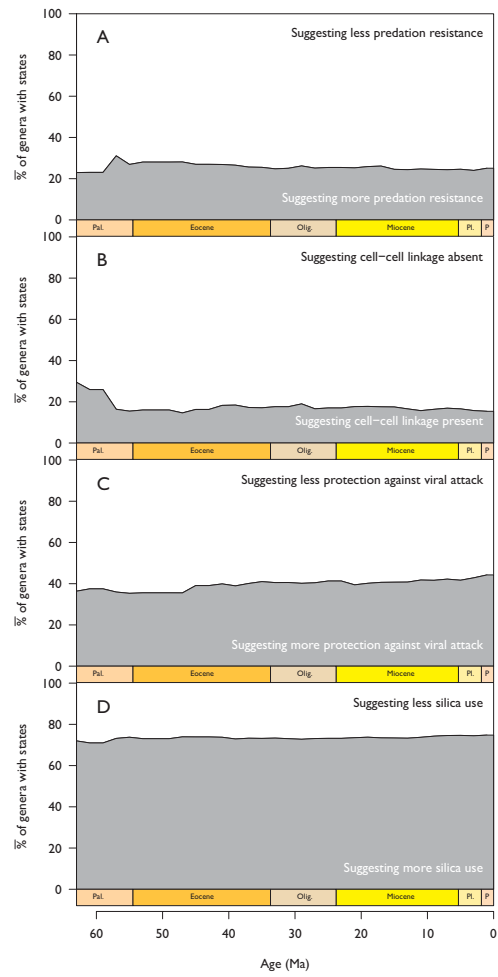 100
A
Suggesting less predation resistance
80
60
% of genera with states
40
20
Suggesting more predation resistance
0
Pal. Eocene Olig. Miocene Pl. P
100
B
Suggesting cell−cell linkage absent
80
60
% of genera with states
40
20
Suggesting cell−cell linkage present
0
Pal. Eocene Olig. Miocene Pl. P
100
C
Suggesting less protection against viral attack
80
60
% of genera with states
40
20
Suggesting more protection against viral attack
0
Pal. Eocene Olig. Miocene Pl. P
100
D
Suggesting less silica use
80
60
% of genera with states
40
20
Suggesting more silica use
0
Pal. Eocene Olig. Miocene Pl. P
60 50 40 30 20 10 0
Age (Ma)